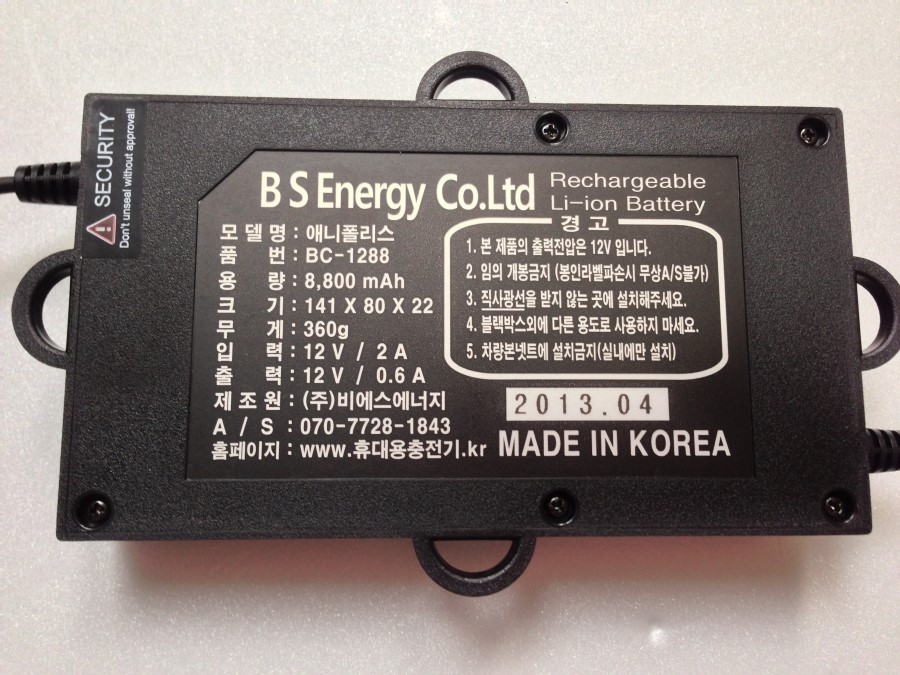 SECURITY
Don't unseal without approval!
B S Energy Co.Ltd
Rechargeable
Li-ion Battery
모 델 명 : 애니폴리스
품 번 : BC-1288
용 량 : 8,800 mAh
크 기 : 141 X 80 X 22
무 게 : 360g
입 력 : 12 V / 2 A
출 력 : 12 V / 0.6 A
제 조 원 : (주)비에스에너지
A / S : 070-7728-1843
홈페이지 : www.휴대용충전기.kr
경 고
1. 본 제품의 출력전압은 12V 입니다.
2. 임의 개봉금지 (봉인라벨파손시 무상A/S불가)
3. 직사광선을 받지 않는 곳에 설치해주세요.
4. 블랙박스외에 다른 용도로 사용하지 마세요.
5. 차량본넷트에 설치금지(실내에만 설치)
2013.04
MADE IN KOREA